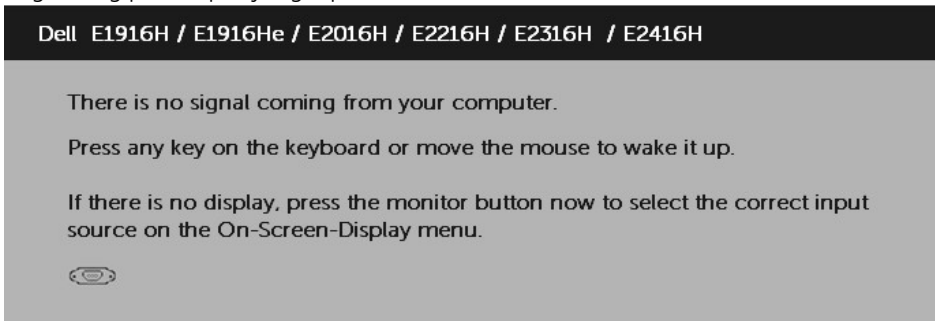 Dell E1916H / E1916He / E2016H / E2216H / E2316H / E2416H
There is no signal coming from your computer.
Press any key on the keyboard or move the mouse to wake it up.
If there is no display, press the monitor button now to select the correct input
source on the On-Screen-Display menu.